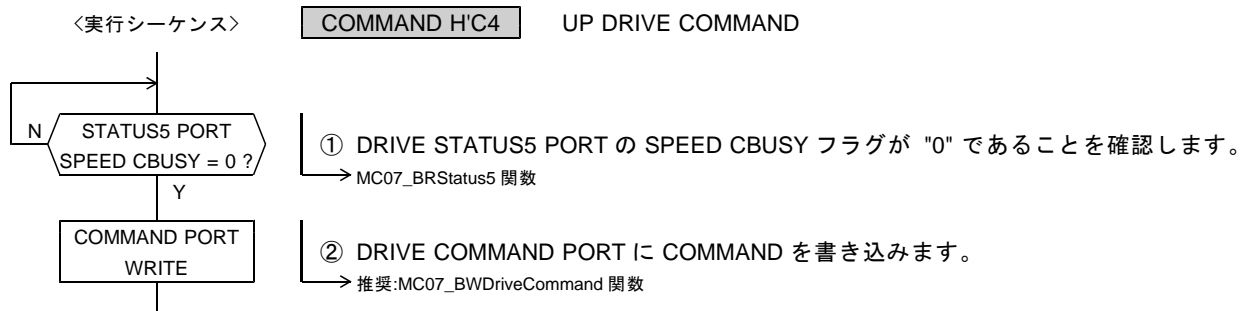 〈実行シーケンス〉 COMMAND H'C4 UP DRIVE COMMAND
N
STATUS5 PORT
SPEED CBUSY = 0 ?
Y
① DRIVE STATUS5 PORT の SPEED CBUSY フラグが "0" であることを確認します。
MC07_BRStatus5 関数
COMMAND PORT
WRITE
② DRIVE COMMAND PORT に COMMAND を書き込みます。
推奨:MC07_BWDriveCommand 関数